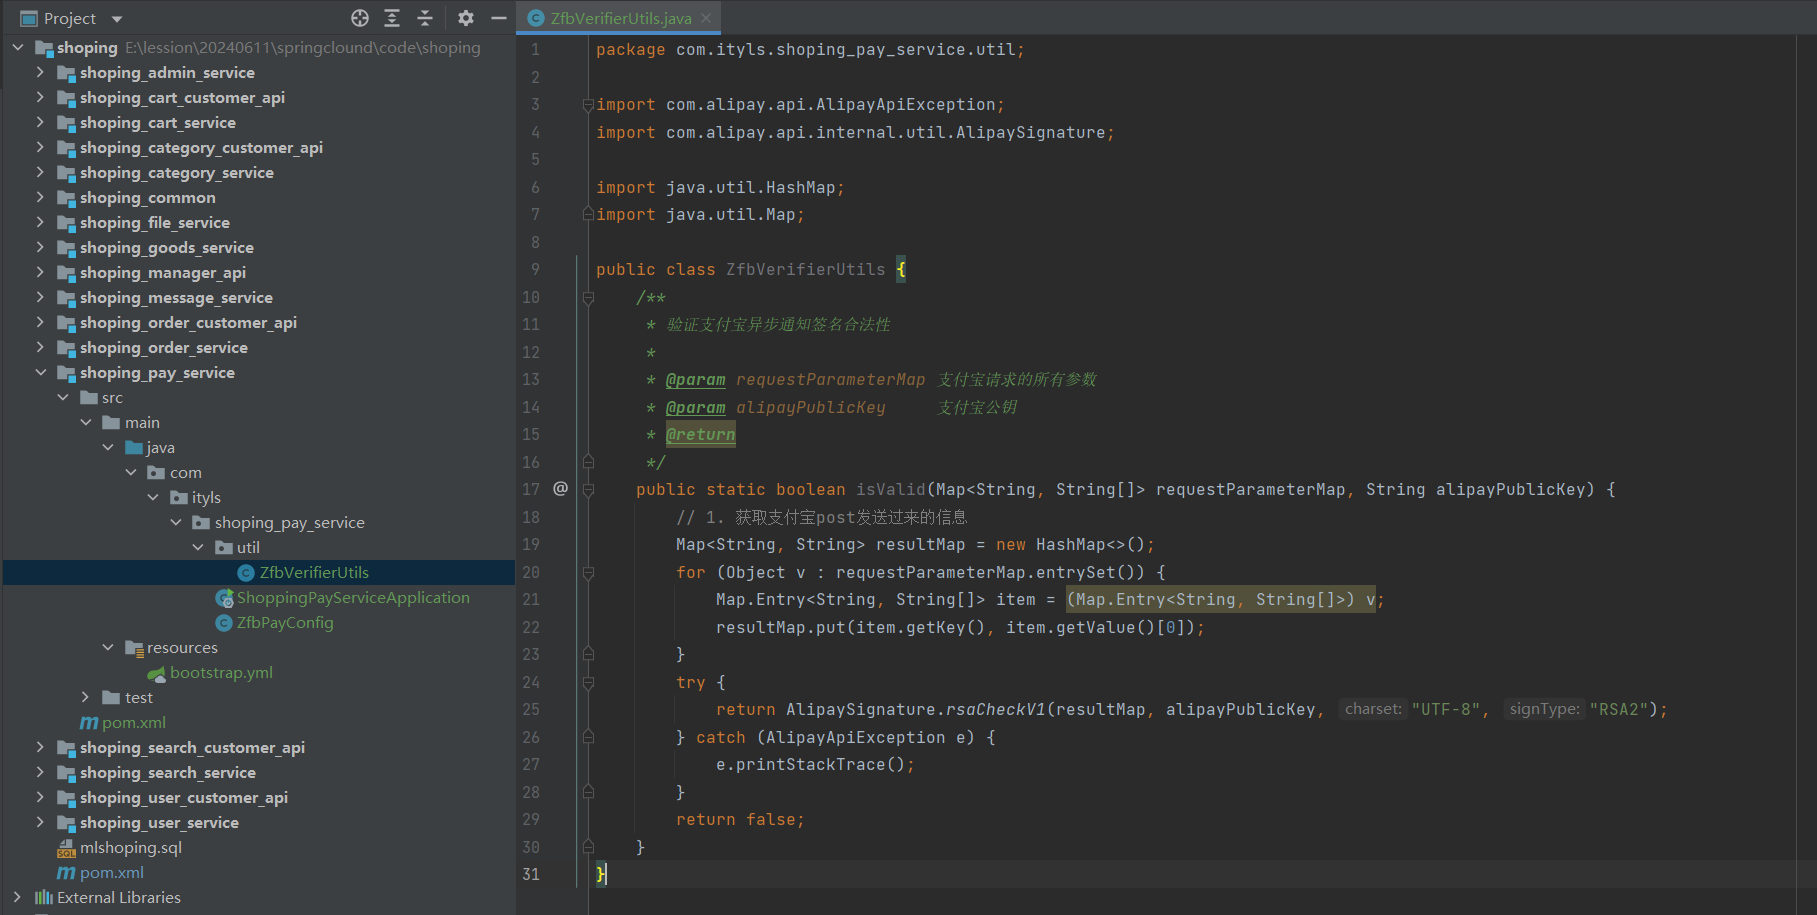 Project
shoping E:\lession\20240611\springclound\code\shoping
shoping_admin_service
shoping_cart_customer_api
shoping_cart_service
shoping_category_customer_api
shoping_category_service
shoping_common
shoping_file_service
shoping_goods_service
shoping_manager_api
shoping_message_service
shoping_order_customer_api
shoping_order_service
shoping_pay_service
src
main
java
com
ityls
shoping_pay_service
util
ZfbVerifierUtils
ShoppingPayServiceApplication
ZfbPayConfig
resources
bootstrap.yml
test
pom.xml
shoping_search_customer_api
shoping_search_service
shoping_user_customer_api
shoping_user_service
mlshoping.sql
pom.xml
External Libraries
ZfbVerifierUtils.java
1 package com.ityls.shoping_pay_service.util;
2
3 import com.alipay.api.AlipayApiException;
4 import com.alipay.api.internal.util.AlipaySignature;
5
6 import java.util.HashMap;
7 import java.util.Map;
8
9 public class ZfbVerifierUtils {
10 /**
11 * 验证支付宝异步通知签名合法性
12 *
13 * @param requestParameterMap 支付宝请求的所有参数
14 * @param alipayPublicKey 支付宝公钥
15 * @return
16 */
17 @ public static boolean isValid(Map<String, String[]> requestParameterMap, String alipayPublicKey) {
18 // 1. 获取支付宝post发送过来的信息
19 Map<String, String> resultMap = new HashMap<>();
20 for (Object v : requestParameterMap.entrySet()) {
21 Map.Entry<String, String[]> item = (Map.Entry<String, String[]>) v;
22 resultMap.put(item.getKey(), item.getValue()[0]);
23 }
24 try {
25 return AlipaySignature.rsaCheckV1(resultMap, alipayPublicKey, charset: "UTF-8", signType: "RSA2");
26 } catch (AlipayApiException e) {
27 e.printStackTrace();
28 }
29 return false;
30 }
31 }